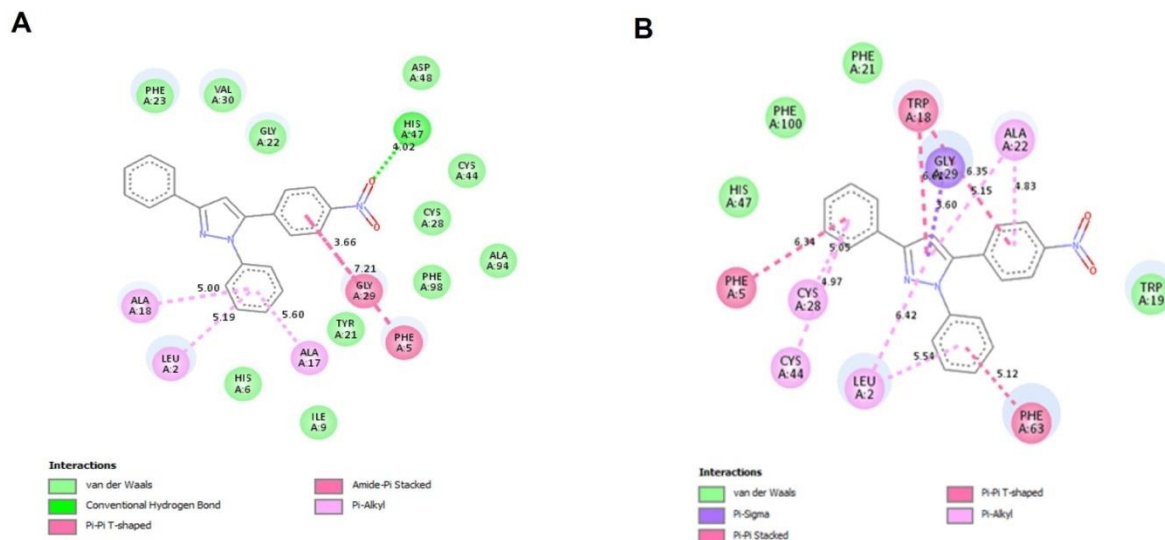 A
PHE
A:23
VAL
A:30
GLY
A:22
ASP
A:48
HIS
A:47
4.02
CYS
A:44
O
N
O
CYS
A:28
ALA
A:94
3.66
7.21
GLY
A:29
PHE
A:98
N
N
5.00
ALA
A:18
5.19
5.60
TYR
A:21
PHE
A:5
LEU
A:2
ALA
A:17
HIS
A:6
ILE
A:9
Interactions
van der Waals
Conventional Hydrogen Bond
Pi-Pi T-shaped
Amide-Pi Stacked
Pi-Alkyl
B
PHE
A:21
TRP
A:18
PHE
A:100
ALA
A:22
GLY
A:29
6.35
5.15
4.83
3.60
HIS
A:47
6.34
5.05
O
N
O
PHE
A:5
4.97
CYS
A:28
N
N
TRP
A:19
6.42
CYS
A:44
LEU
A:2
5.54
5.12
PHE
A:63
Interactions
van der Waals
Pi-Sigma
Pi-Pi Stacked
Pi-Pi T-shaped
Pi-Alkyl